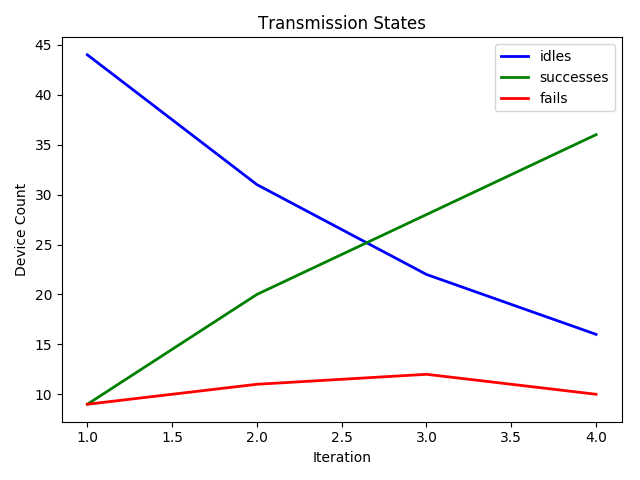 Transmission States
45
40
35
30
25
20
15
10
Device Count
idles
successes
fails
1.0 1.5 2.0 2.5 3.0 3.5 4.0
Iteration